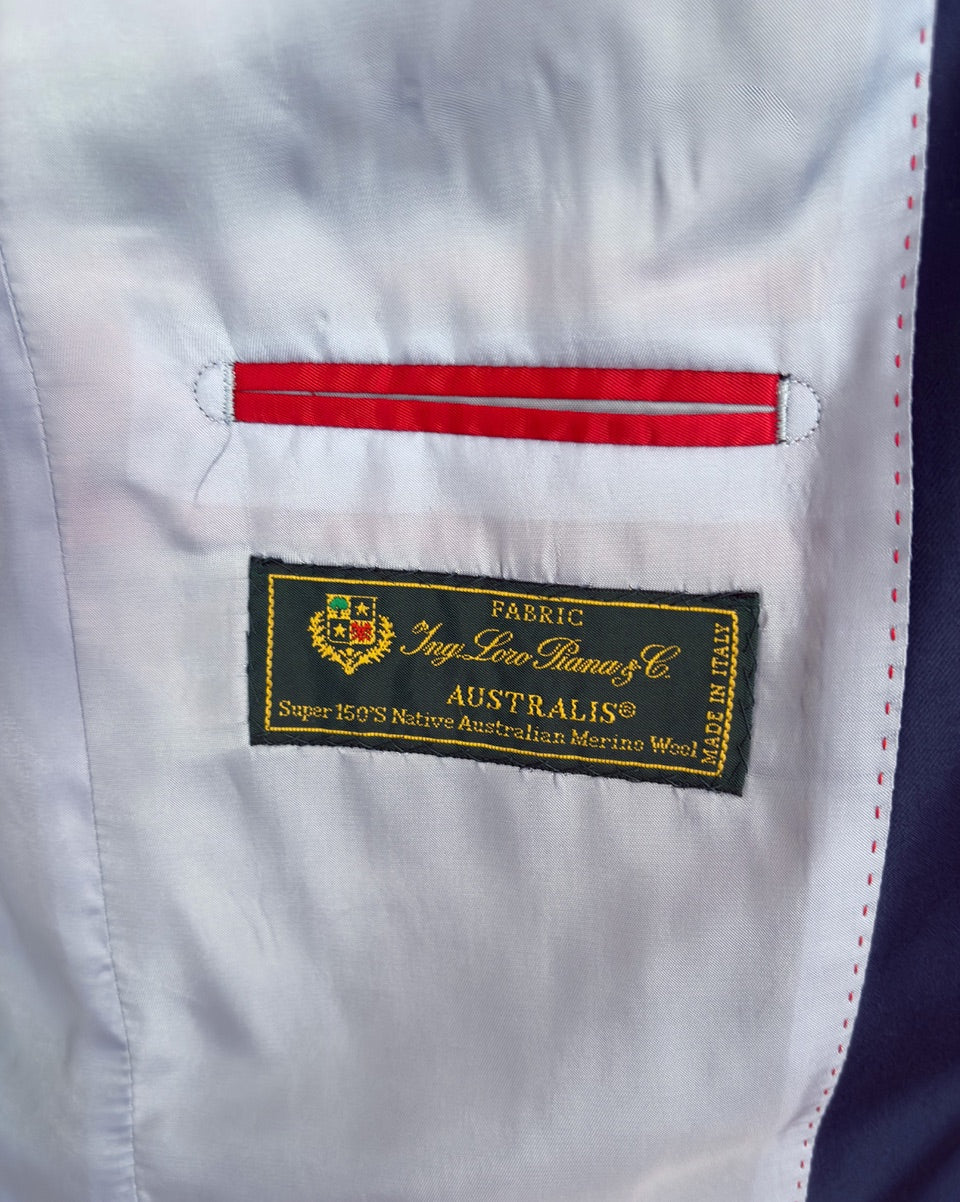 FABRIC
Ing. Loro Piana & C.
AUSTRALIS®
Super 150'S Native Australian Merino Wool
MADE IN ITALY